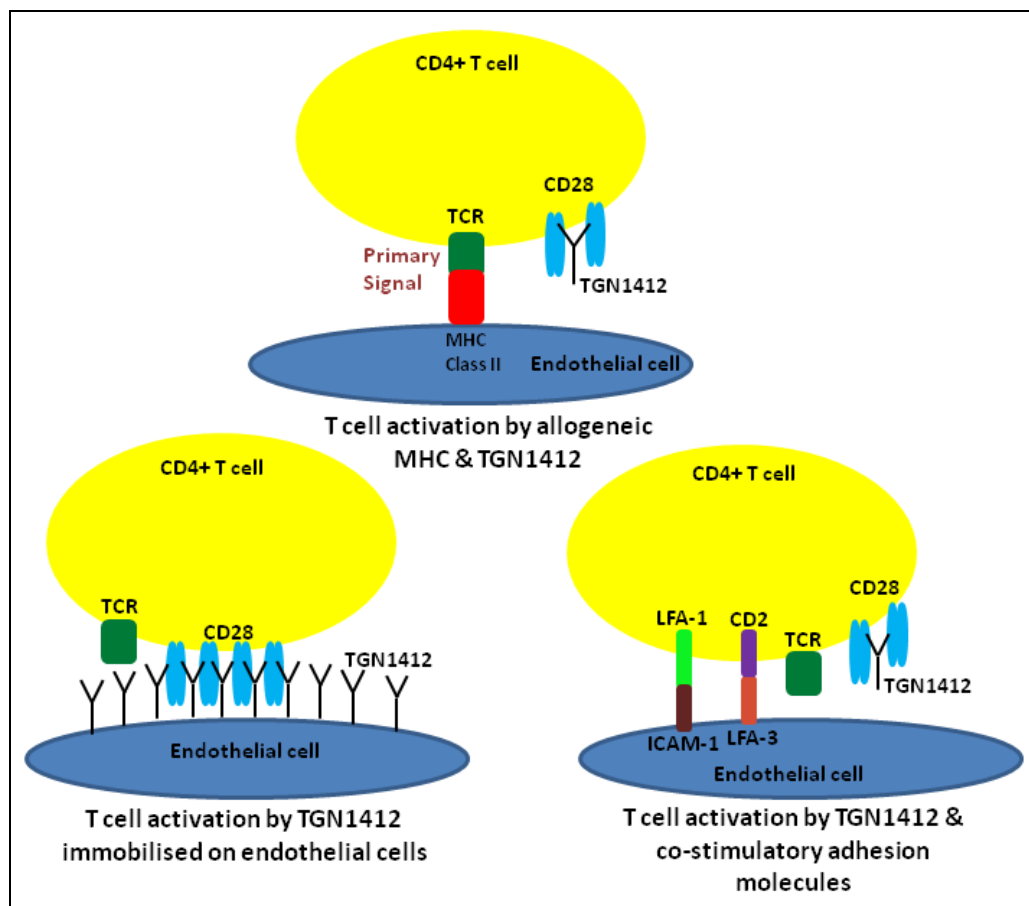 CD4+ T cell
CD28
TCR
Primary
Signal
TGN1412
MHC
Class II
Endothelial cell
T cell activation by allogeneic
MHC & TGN1412
CD4+ T cell
TCR
CD28
TGN1412
Endothelial cell
T cell activation by TGN1412
immobilised on endothelial cells
CD4+ T cell
CD28
LFA-1
CD2
TCR
TGN1412
ICAM-1
LFA-3
Endothelial cell
T cell activation by TGN1412 &
co-stimulatory adhesion
molecules